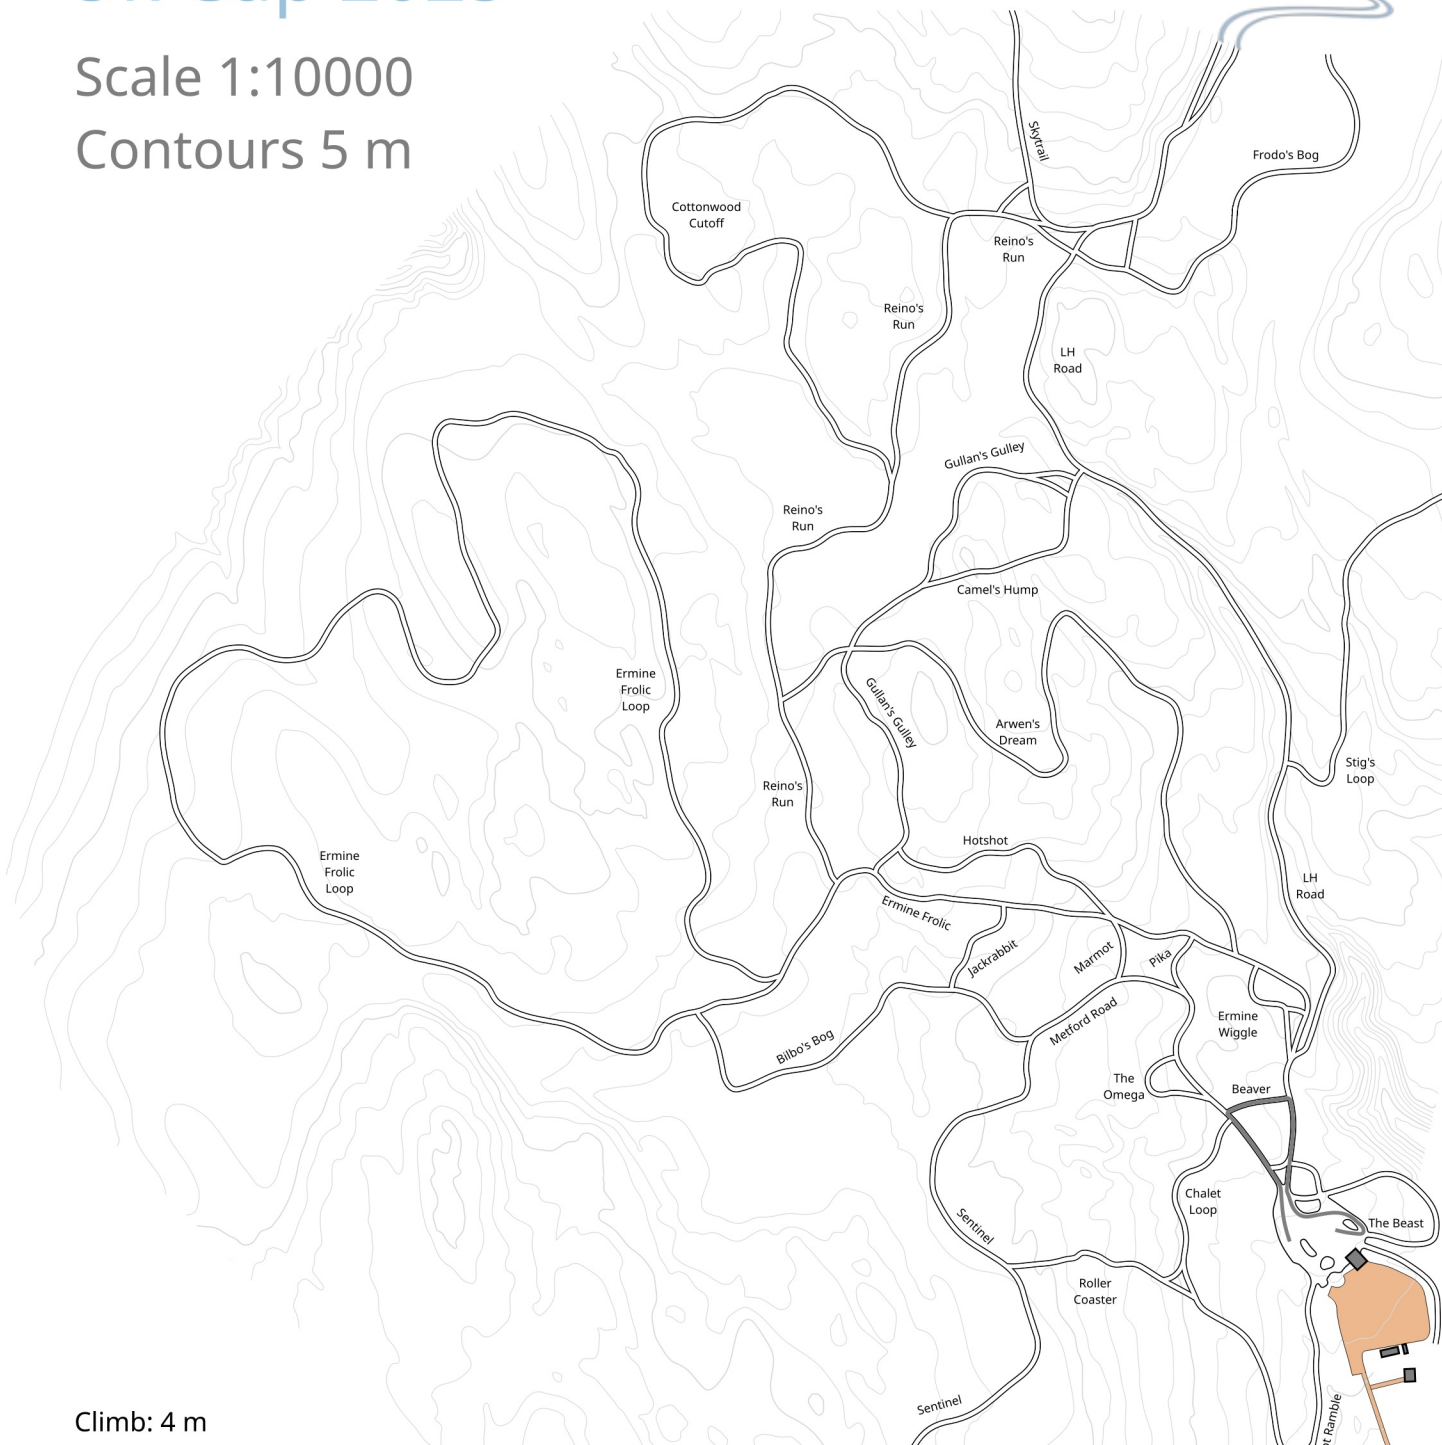 Scale 1:10000
Contours 5 m
Skytrail
Frodo's Bog
Cottonwood
Cutoff
Reino's
Run
Reino's
Run
LH
Road
Gullan's Gulley
Reino's
Run
Camel's Hump
Ermine
Frolic
Loop
Gullan's Gulley
Arwen's
Dream
Stig's
Loop
Reino's
Run
Hotshot
Ermine
Frolic
Loop
LH
Road
Ermine Frolic
Jackrabbit
Marmot
Pika
Metford Road
Ermine
Wiggle
Bilbo's Bog
The
Omega
Beaver
Chalet
Loop
The Beast
Sentinel
Roller
Coaster
Sentinel
Ramble
Climb: 4 m